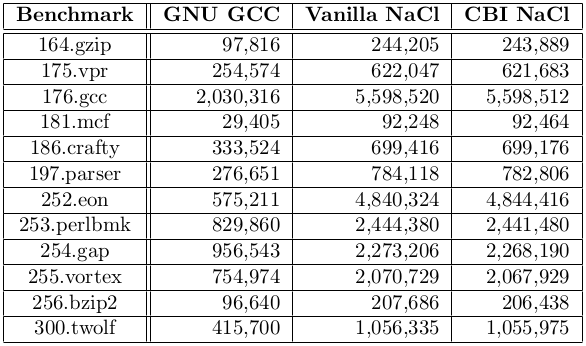 Benchmark GNU GCC Vanilla NaCl CBI NaCl
164.gzip 97,816 244,205 243,889
175.vpr 254,574 622,047 621,683
176.gcc 2,030,316 5,598,520 5,598,512
181.mcf 29,405 92,248 92,464
186.crafty 333,524 699,416 699,176
197.parser 276,651 784,118 782,806
252.eon 575,211 4,840,324 4,844,416
253.perlbmk 829,860 2,444,380 2,441,480
254.gap 956,543 2,273,206 2,268,190
255.vortex 754,974 2,070,729 2,067,929
256.bzip2 96,640 207,686 206,438
300.twolf 415,700 1,056,335 1,055,975